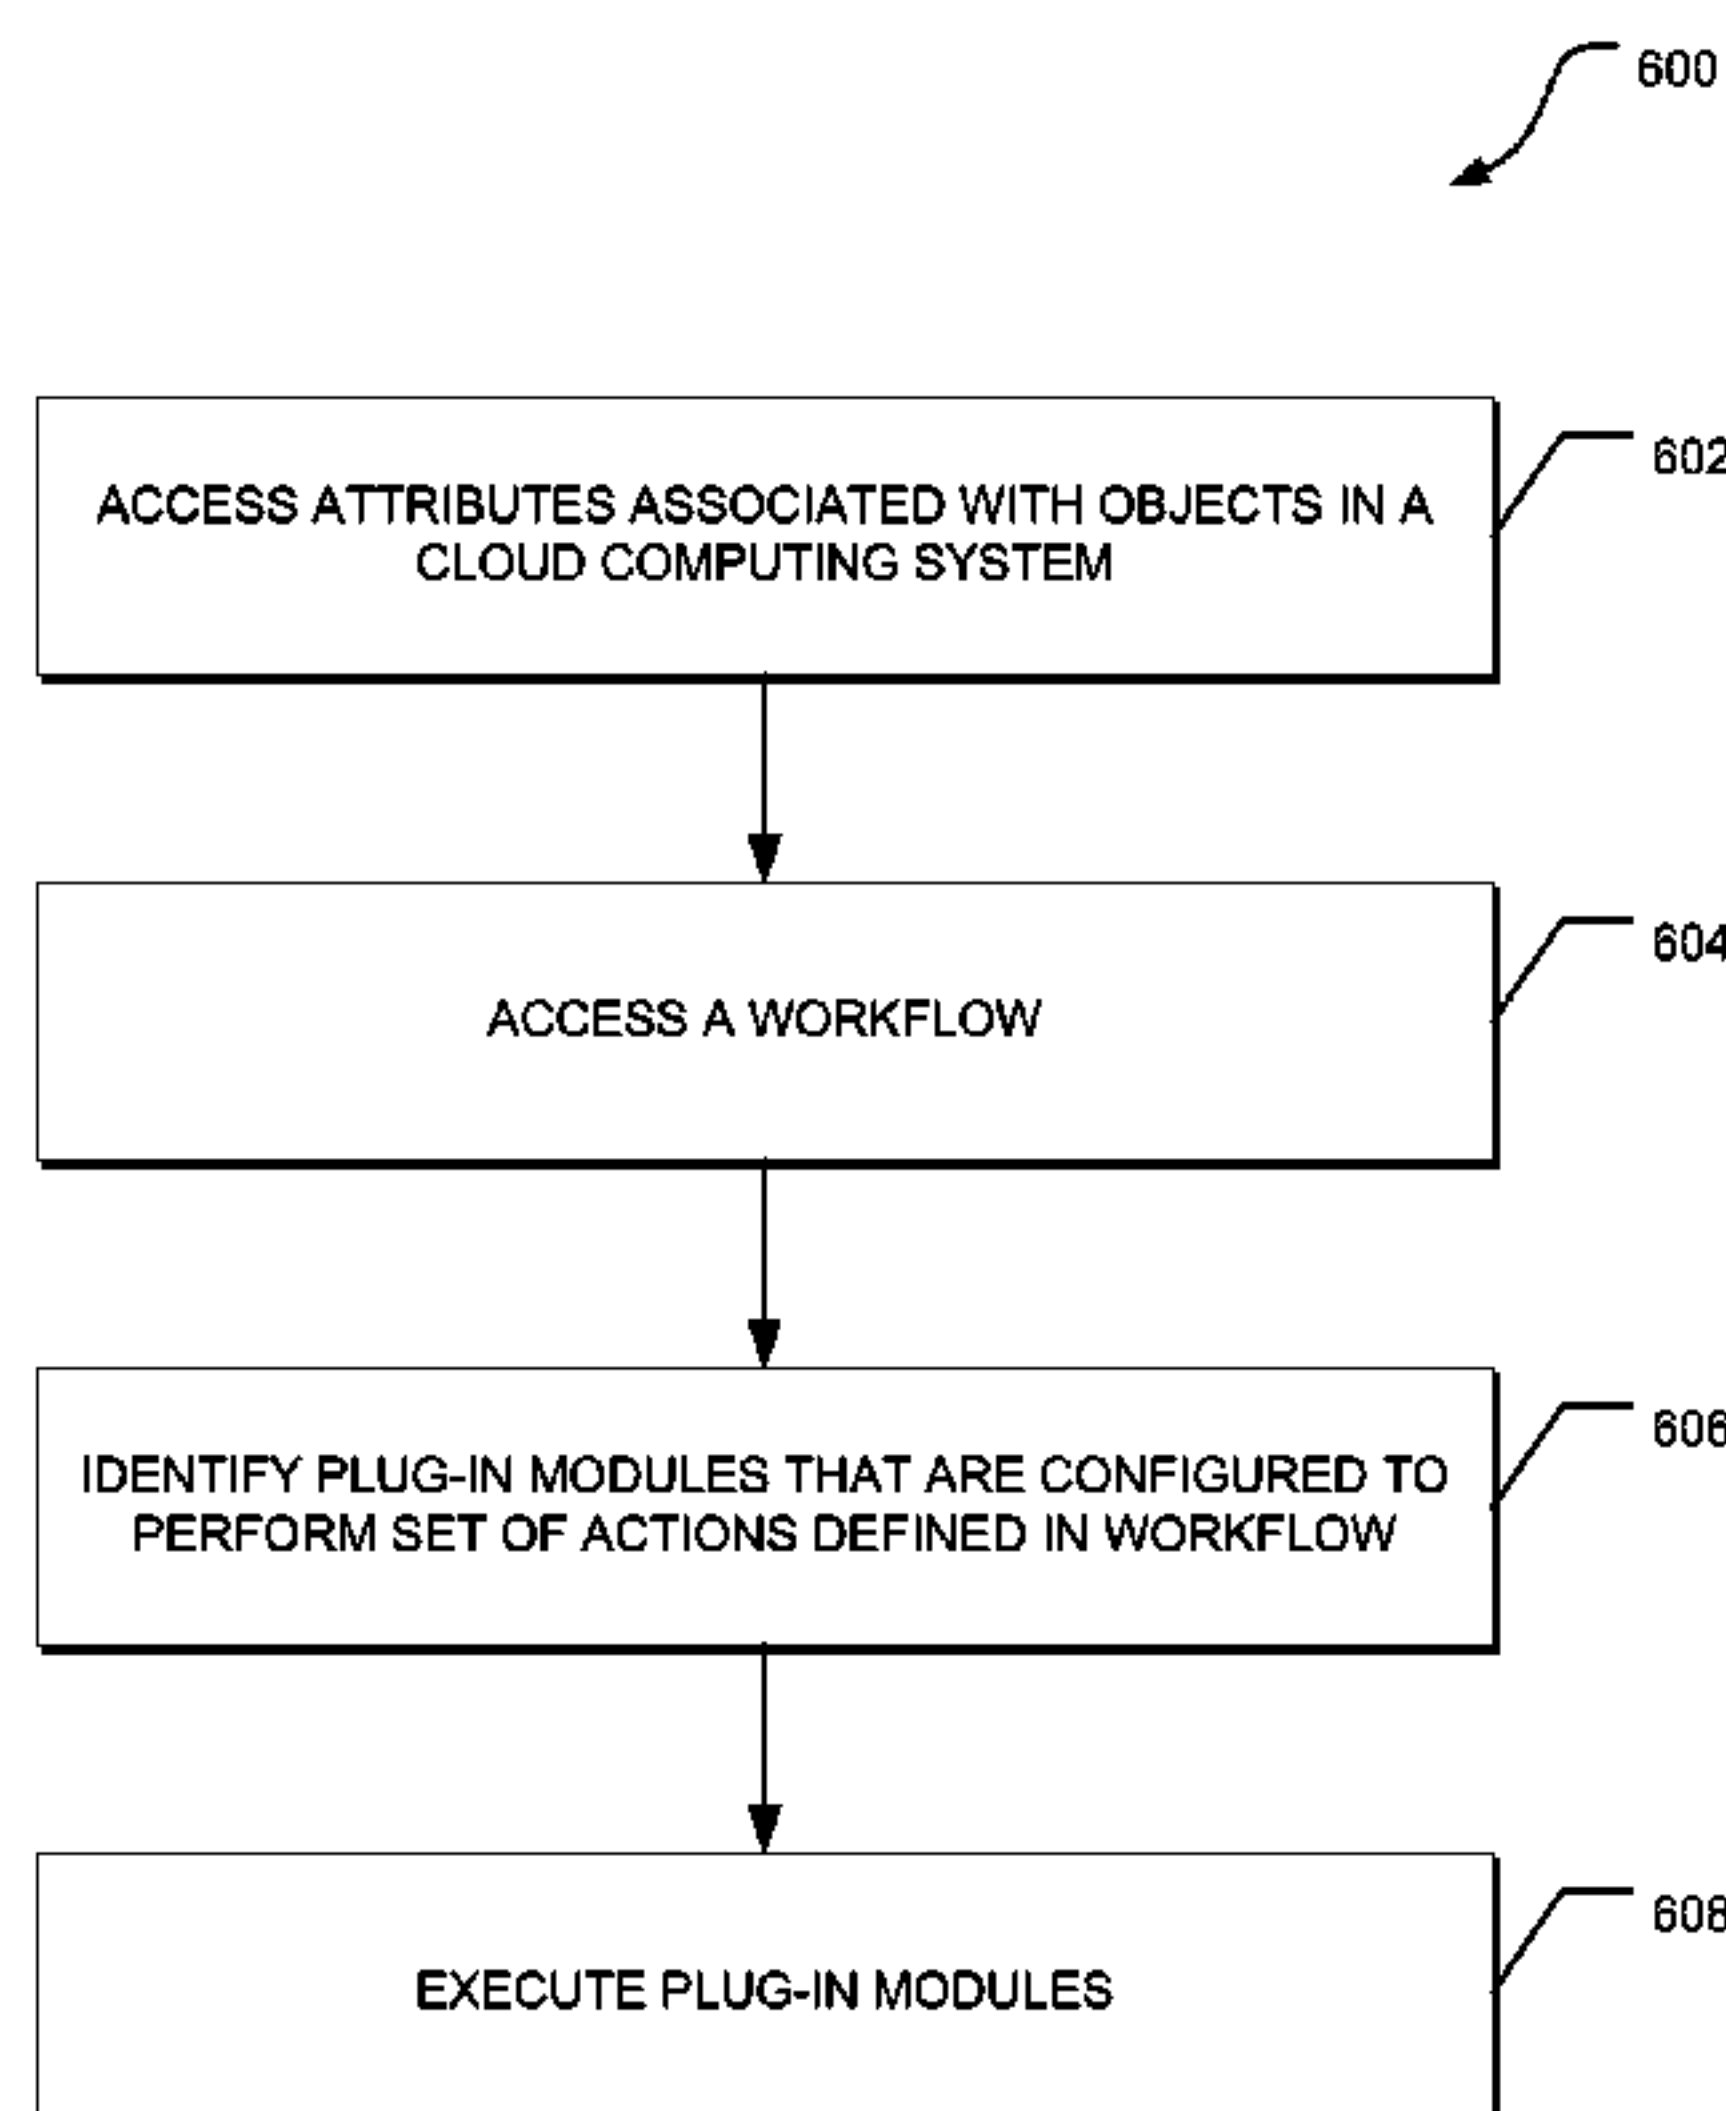 600
602
ACCESS ATTRIBUTES ASSOCIATED WITH OBJECTS IN A
CLOUD COMPUTING SYSTEM
604
ACCESS A WORKFLOW
606
IDENTIFY PLUG-IN MODULES THAT ARE CONFIGURED TO
PERFORM SET OF ACTIONS DEFINED IN WORKFLOW
608
EXECUTE PLUG-IN MODULES